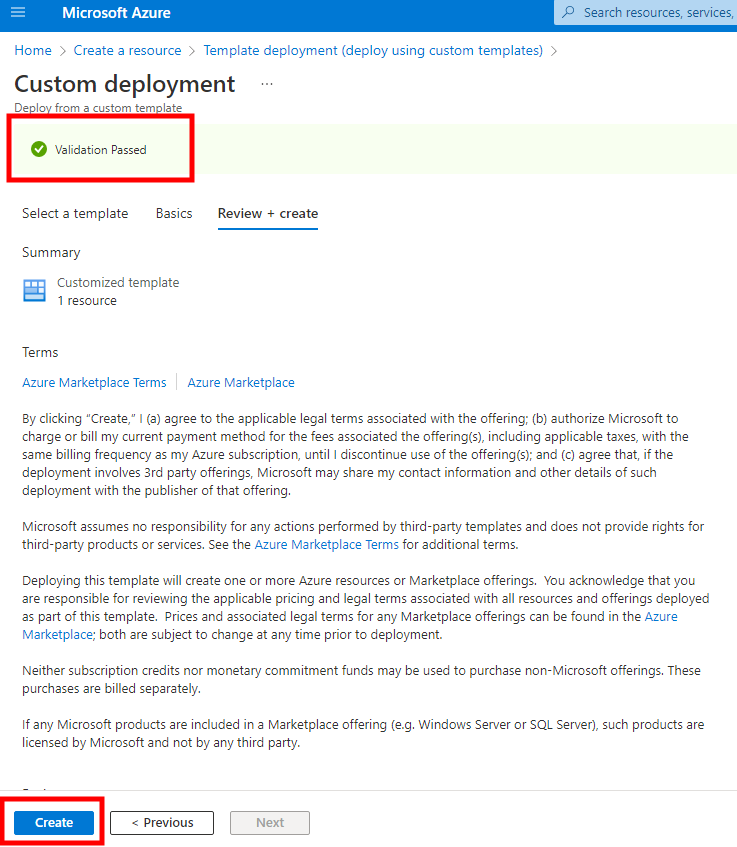 Microsoft Azure
Search resources, services,
Home > Create a resource > Template deployment (deploy using custom templates) >
Custom deployment ...
Deploy from a custom template
Validation Passed
Select a template Basics Review + create
Summary
Customized template
1 resource
Terms
Azure Marketplace Terms Azure Marketplace
By clicking “Create,” I (a) agree to the applicable legal terms associated with the offering; (b) authorize Microsoft to
charge or bill my current payment method for the fees associated the offering(s), including applicable taxes, with the
same billing frequency as my Azure subscription, until I discontinue use of the offering(s); and (c) agree that, if the
deployment involves 3rd party offerings, Microsoft may share my contact information and other details of such
deployment with the publisher of that offering.
Microsoft assumes no responsibility for any actions performed by third-party templates and does not provide rights for
third-party products or services. See the Azure Marketplace Terms for additional terms.
Deploying this template will create one or more Azure resources or Marketplace offerings. You acknowledge that you
are responsible for reviewing the applicable pricing and legal terms associated with all resources and offerings deployed
as part of this template. Prices and associated legal terms for any Marketplace offerings can be found in the Azure
Marketplace; both are subject to change at any time prior to deployment.
Neither subscription credits nor monetary commitment funds may be used to purchase non-Microsoft offerings. These
purchases are billed separately.
If any Microsoft products are included in a Marketplace offering (e.g. Windows Server or SQL Server), such products are
licensed by Microsoft and not by any third party.
Create < Previous Next